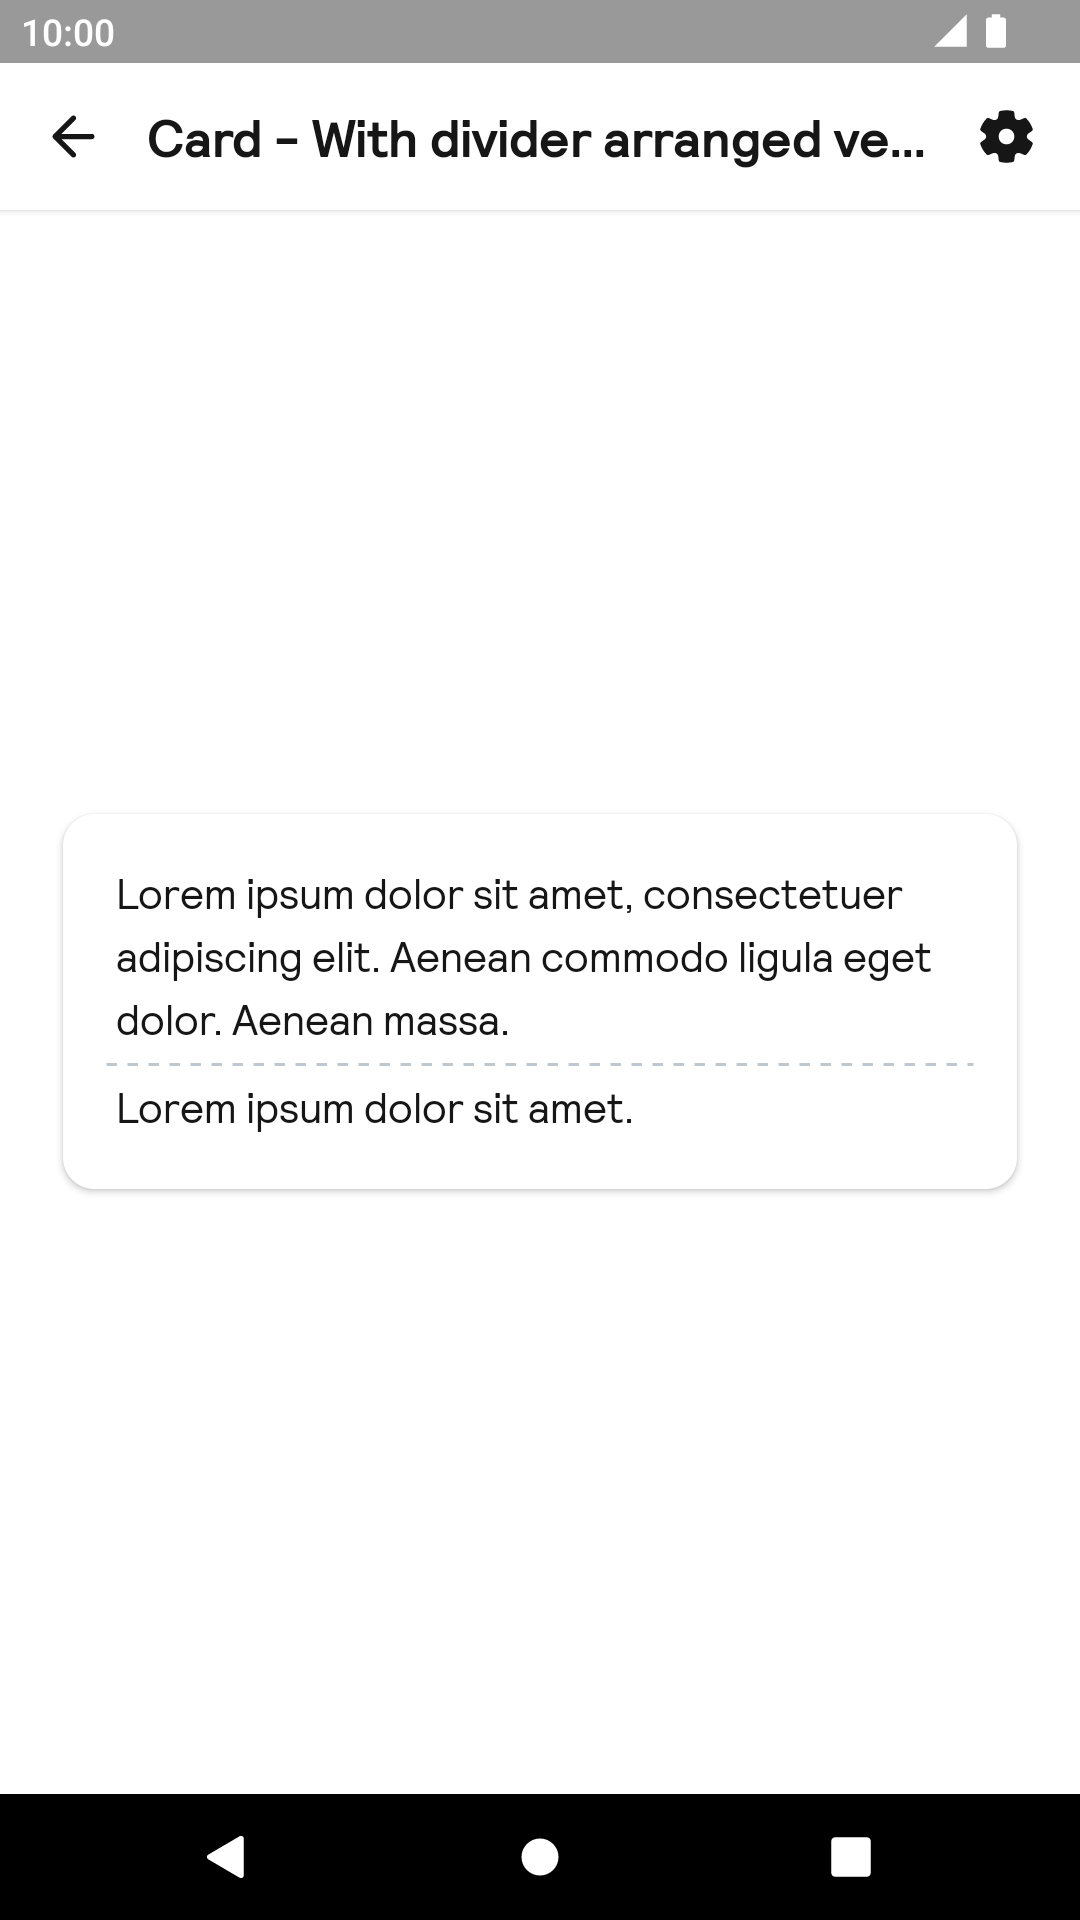 10:00
Card - With divider arranged ve...
Lorem ipsum dolor sit amet, consectetuer
adipiscing elit. Aenean commodo ligula eget
dolor. Aenean massa.
Lorem ipsum dolor sit amet.